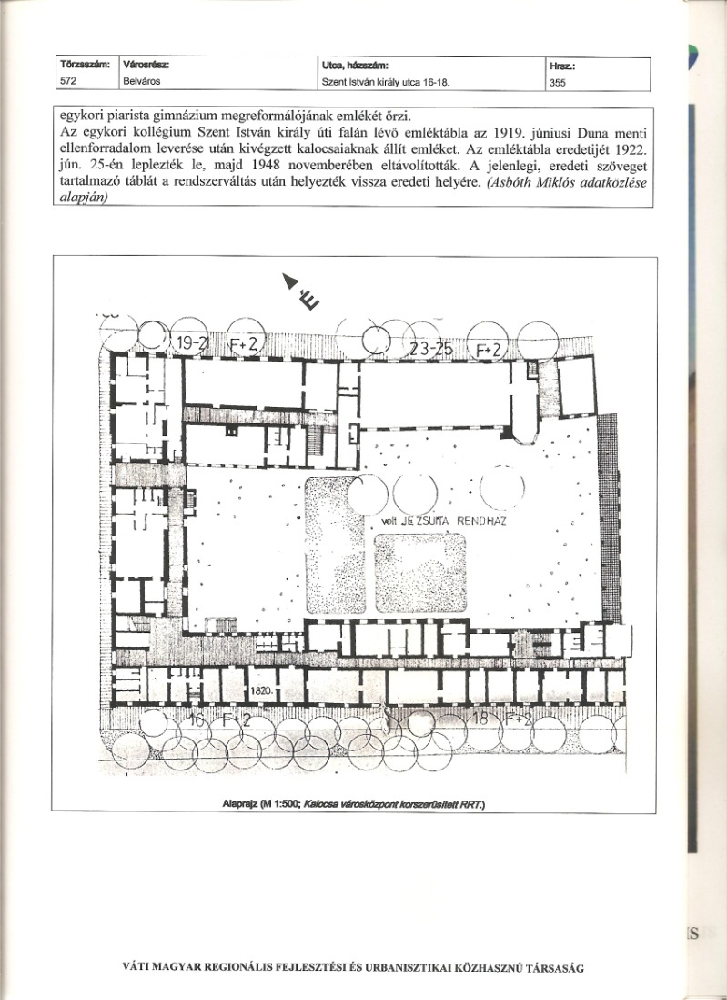 Törzsszám: Városrész: Utca, házszám: Hrsz.:
572 Belváros Szent István király utca 16-18. 355
egykori piarista gimnázium megreformálójának emlékét őrzi.
Az egykori kollégium Szent István király úti falán lévő emléktábla az 1919. júniusi Duna menti
ellenforradalom leverése után kivégzett kalocsaiaknak állít emléket. Az emléktábla eredetijét 1922.
jún. 25-én leplezték le, majd 1948 novemberében eltávolították. A jelenlegi, eredeti szöveget
tartalmazó táblát a rendszerváltás után helyezték vissza eredeti helyére. (Asbóth Miklós adatközlése
alapján)
É
19-2 F+2 23-25 F+2
volt JEZSUITA RENDHÁZ
1820.
16 F+2 18 F+2
Alaprajz (M 1:500; Kalocsa városközpont korszerűsített RRT.)
VÁTI MAGYAR REGIONÁLIS FEJLESZTÉSI ÉS URBANISZTIKAI KÖZHASZNÚ TÁRSASÁG